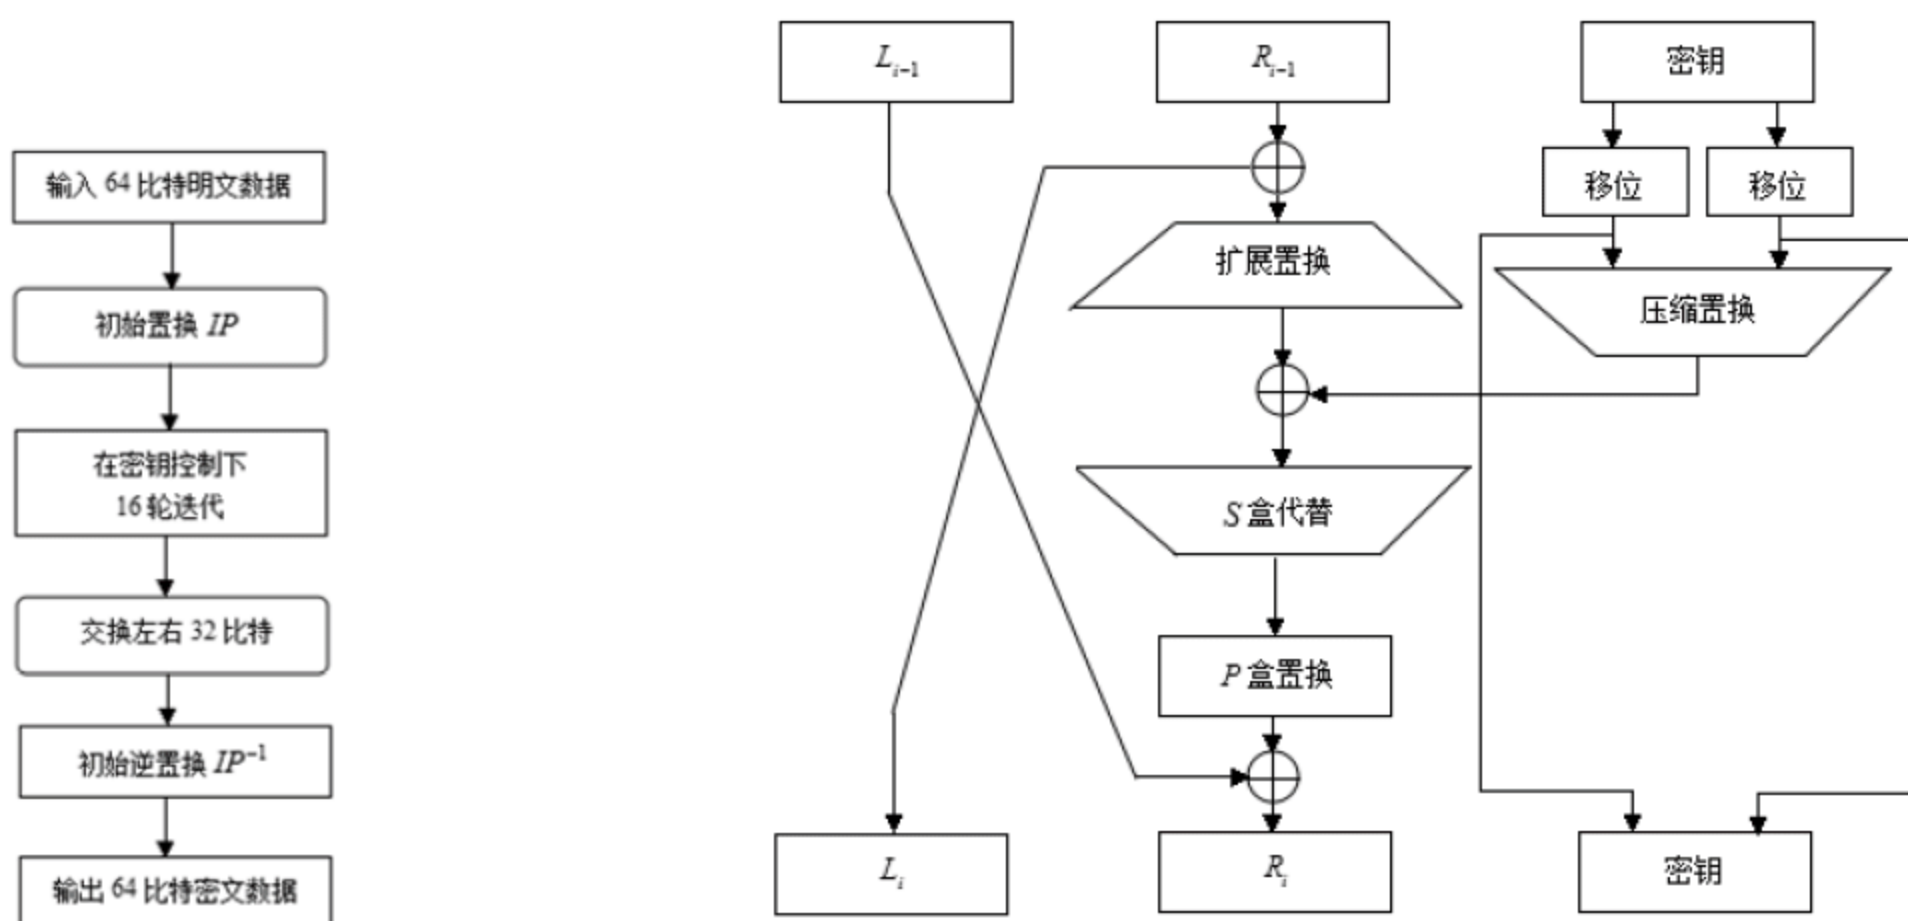 输入 64 比特明文数据
初始置换 IP
在密钥控制下
16 轮迭代
交换左右 32 比特
初始逆置换 IP⁻¹
输出 64 比特密文数据
Lᵢ₋₁
Rᵢ₋₁
密钥
移位
移位
扩展置换
压缩置换
S 盒代替
P 盒置换
Lᵢ
Rᵢ
密钥